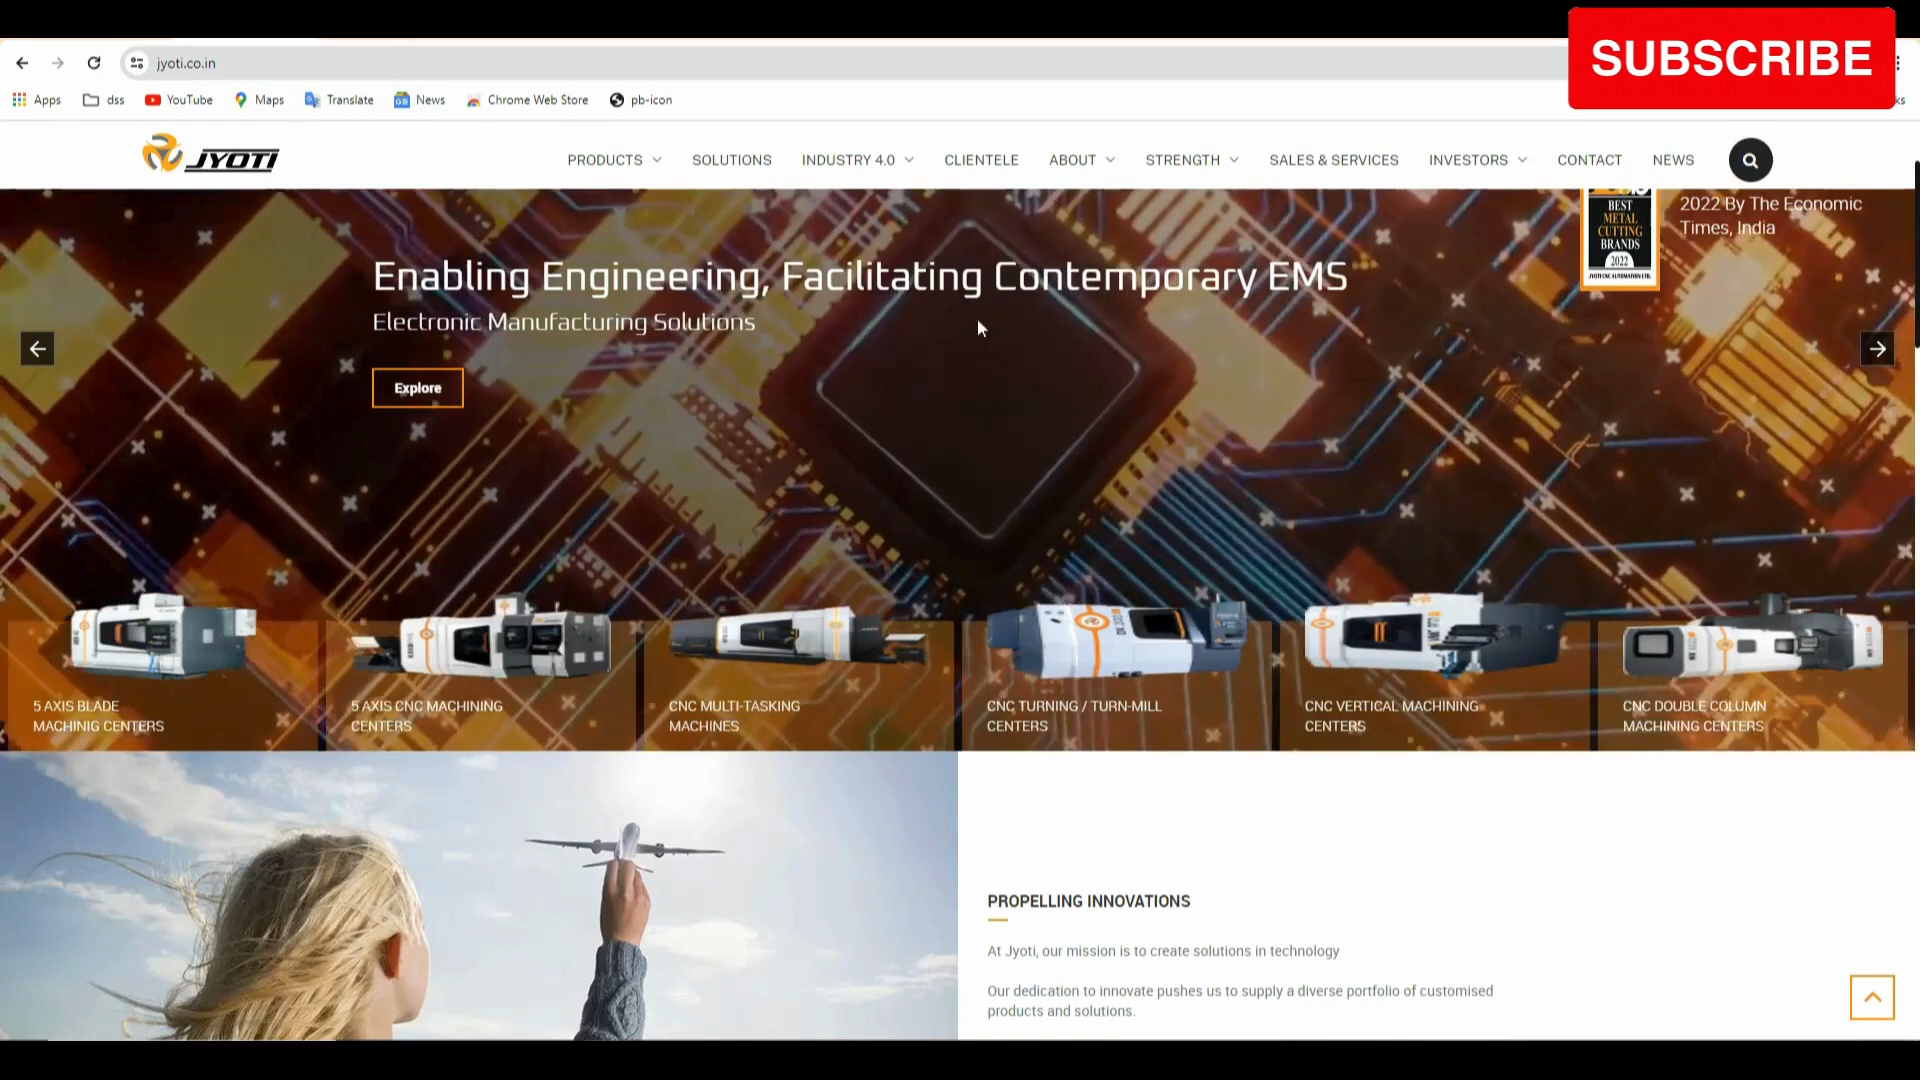 SUBSCRIBE
jyoti.co.in
Apps dss YouTube Maps Translate News Chrome Web Store pb-icon
JYOTI
PRODUCTS SOLUTIONS INDUSTRY 4.0 CLIENTELE ABOUT STRENGTH SALES & SERVICES INVESTORS CONTACT NEWS
BEST
METAL
CUTTING
BRANDS
2022
JYOTI CNC AUTOMATION LTD.
2022 By The Economic
Times, India
Enabling Engineering, Facilitating Contemporary EMS
Electronic Manufacturing Solutions
Explore
5 AXIS BLADE
MACHINIG CENTERS
5 AXIS CNC MACHINING
CENTERS
CNC MULTI-TASKING
MACHINES
CNC TURNING / TURN-MILL
CENTERS
CNC VERTICAL MACHINING
CENTERS
CNC DOUBLE COLUMN
MACHINING CENTERS
PROPELLING INNOVATIONS
At Jyoti, our mission is to create solutions in technology
Our dedication to innovate pushes us to supply a diverse portfolio of customised
products and solutions.